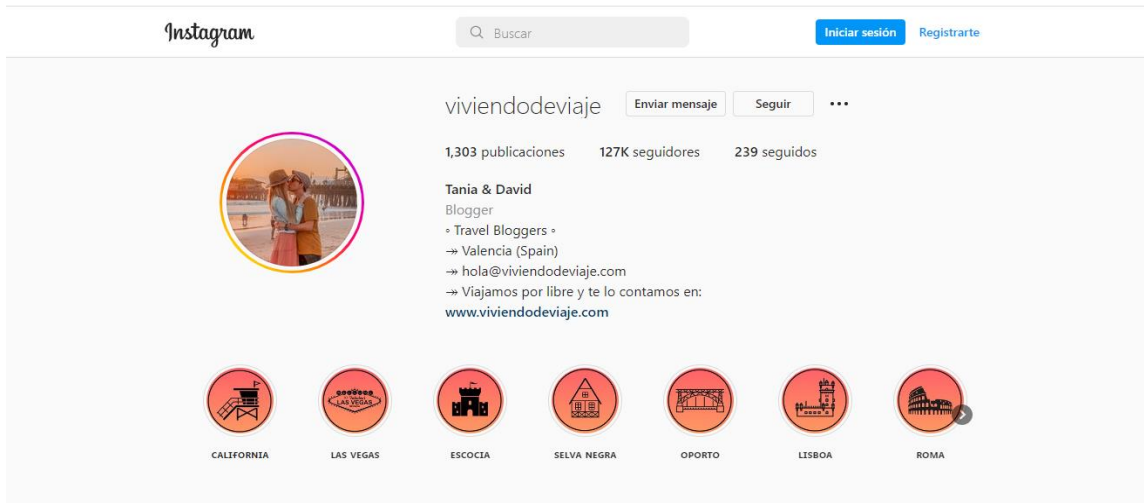 Instagram
Buscar
Iniciar sesión
Registrarte
viviendodeviaje
Enviar mensaje
Seguir
1,303 publicaciones 127K seguidores 239 seguidos
Tania & David
Blogger
◦ Travel Bloggers ◦
↠ Valencia (Spain)
↠ hola@viviendodeviaje.com
↠ Viajamos por libre y te lo contamos en:
www.viviendodeviaje.com
LAS VEGAS
CALIFORNIA LAS VEGAS ESCOCIA SELVA NEGRA OPORTO LISBOA ROMA